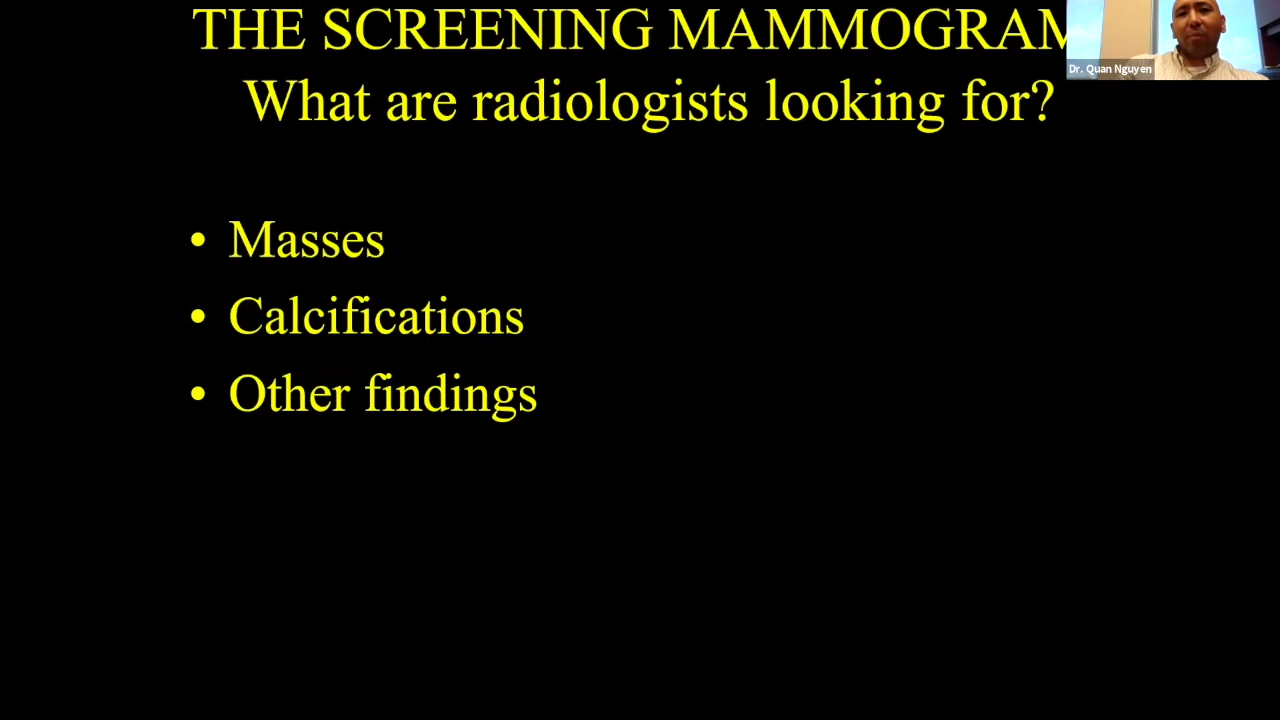 THE SCREENING MAMMOGRAM
What are radiologists looking for?
Dr. Quan Nguyen
• Masses
• Calcifications
• Other findings